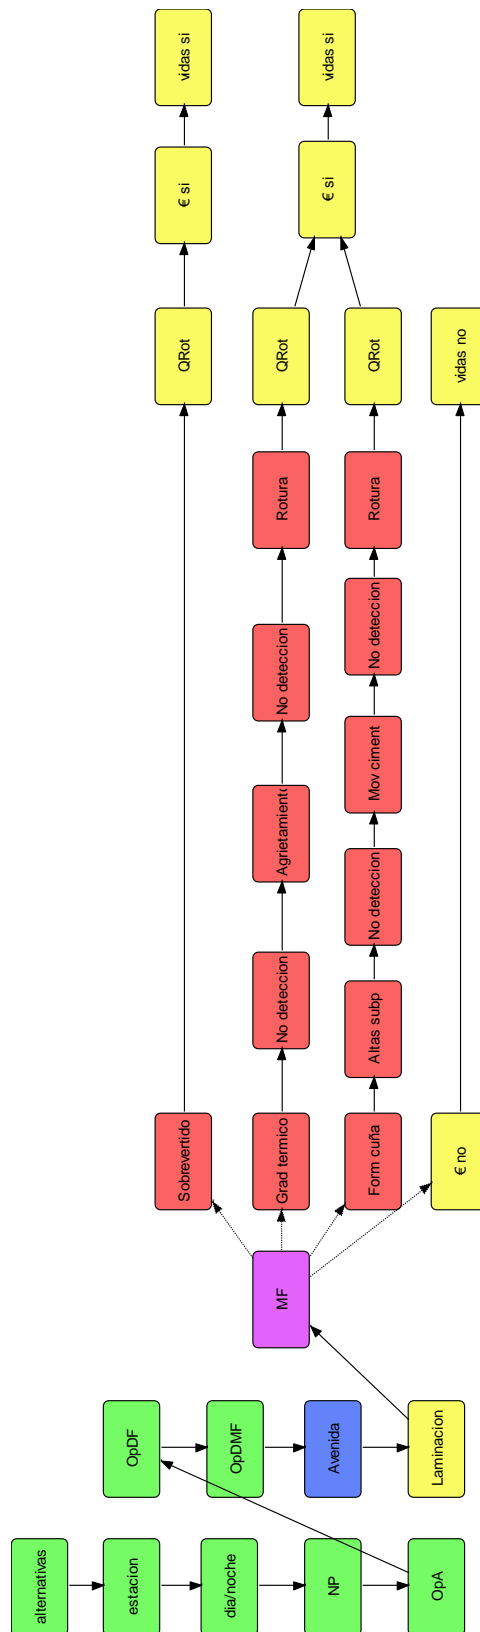 alternativas
estacion
dia/noche
NP
OpA
OpDF
OpDMF
Avenida
Laminacion
MF
Sobrevertido
QRot
€ si
vidas si
Grad termico
No deteccion
Agrietamiento
No deteccion
Rotura
QRot
€ si
vidas si
Form cuña
Altas subp
No deteccion
Mov ciment
No deteccion
Rotura
QRot
€ no
vidas no